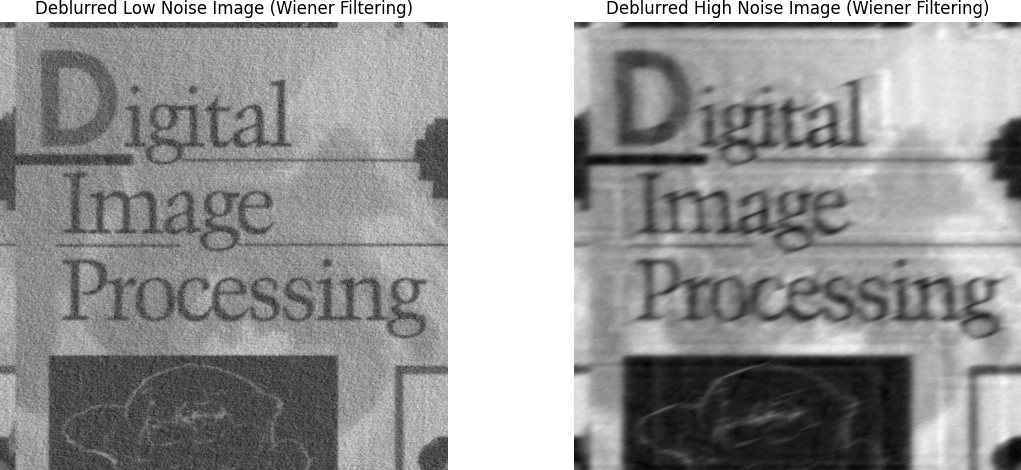 Deblurred Low Noise Image (Wiener Filtering)
Digital
Image
Processing
Deblurred High Noise Image (Wiener Filtering)
Digital
Image
Processing